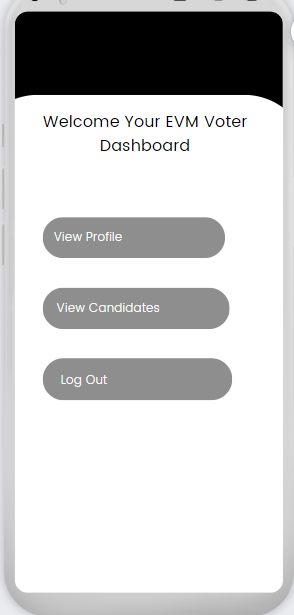 Welcome Your EVM Voter
Dashboard
View Profile
View Candidates
Log Out